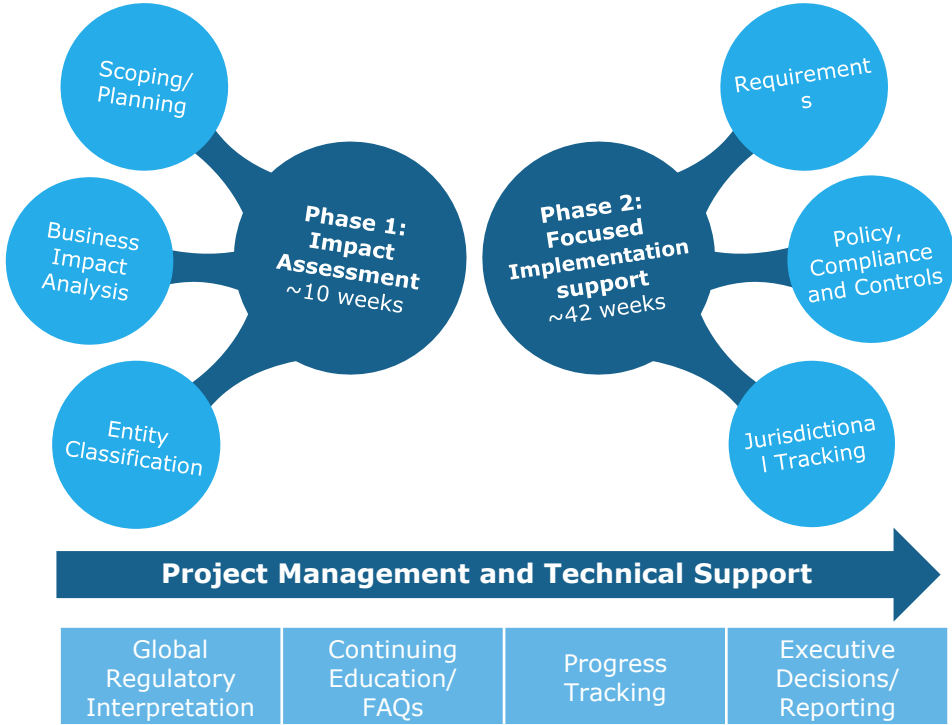 Scoping/
Planning
Business
Impact
Analysis
Entity
Classification
Phase 1:
Impact
Assessment
~10 weeks
Phase 2:
Focused
Implementation
support
~42 weeks
Requirement
s
Policy,
Compliance
and Controls
Jurisdictiona
l Tracking
Project Management and Technical Support
Global
Regulatory
Interpretation
Continuing
Education/
FAQs
Progress
Tracking
Executive
Decisions/
Reporting